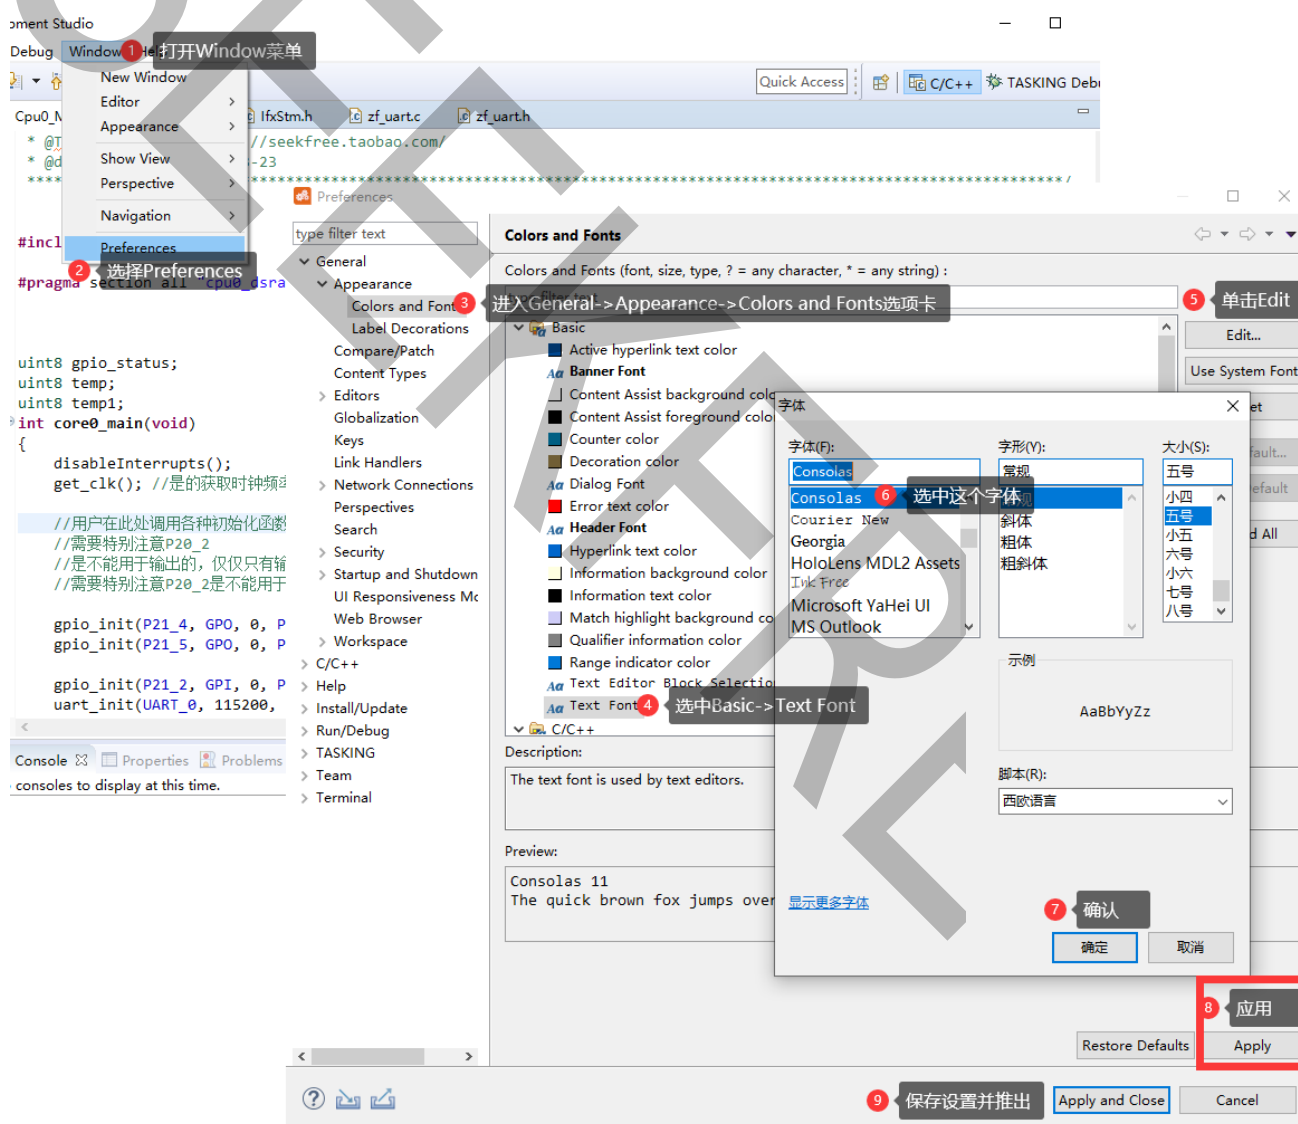 pment Studio
Debug Window Hel
1 打开Window菜单
New Window
Editor
Appearance
Show View
Perspective
Navigation
Preferences
2 选择Preferences
Quick Access
C/C++
TASKING Deb
IfxStm.h
zf_uart.c
zf_uart.h
* @T //seekfree.taobao.com/
* @d -23
#incl
#pragma section all "cpu0_dsra
uint8 gpio_status;
uint8 temp;
uint8 temp1;
int core0_main(void)
{
disableInterrupts();
get_clk(); //是的获取时钟频
//用户在此处调用各种初始化函数
//需要特别注意P20_2
//是不能用于输出的，仅仅只有输
//需要特别注意P20_2是不能用于
gpio_init(P21_4, GPO, 0, P
gpio_init(P21_5, GPO, 0, P
gpio_init(P21_2, GPI, 0, P
uart_init(UART_0, 115200,
Console
Properties
Problems
consoles to display at this time.
Preferences
type filter text
General
Appearance
Colors and Font
Label Decorations
Compare/Patch
Content Types
Editors
Globalization
Keys
Link Handlers
Network Connections
Perspectives
Search
Security
Startup and Shutdown
UI Responsiveness Mc
Web Browser
Workspace
C/C++
Help
Install/Update
Run/Debug
TASKING
Team
Terminal
Colors and Fonts
Colors and Fonts (font, size, type, ? = any character, * = any string) :
3 进入General->Appearance->Colors and Fonts选项卡
5 单击Edit
Basic
Active hyperlink text color
Banner Font
Content Assist background colo
Content Assist foreground colo
Counter color
Decoration color
Dialog Font
Error text color
Header Font
Hyperlink text color
Information background color
Information text color
Match highlight background co
Qualifier information color
Range indicator color
Text Editor Block Selection
Text Font
4 选中Basic->Text Font
C/C++
Edit...
Use System Font
et
fault...
efault
d All
Description:
The text font is used by text editors.
Preview:
Consolas 11
The quick brown fox jumps over
字体
字体(F):
Consolas
Consolas
6 选中这个字体
Courier New
Georgia
HoloLens MDL2 Assets
Ink Free
Microsoft YaHei UI
MS Outlook
字形(Y):
常规
斜体
粗体
粗斜体
大小(S):
五号
小四
五号
小五
六号
小六
七号
八号
示例
AaBbYyZz
脚本(R):
西欧语言
显示更多字体
7 确认
确定
取消
8 应用
Restore Defaults
Apply
9 保存设置并推出
Apply and Close
Cancel